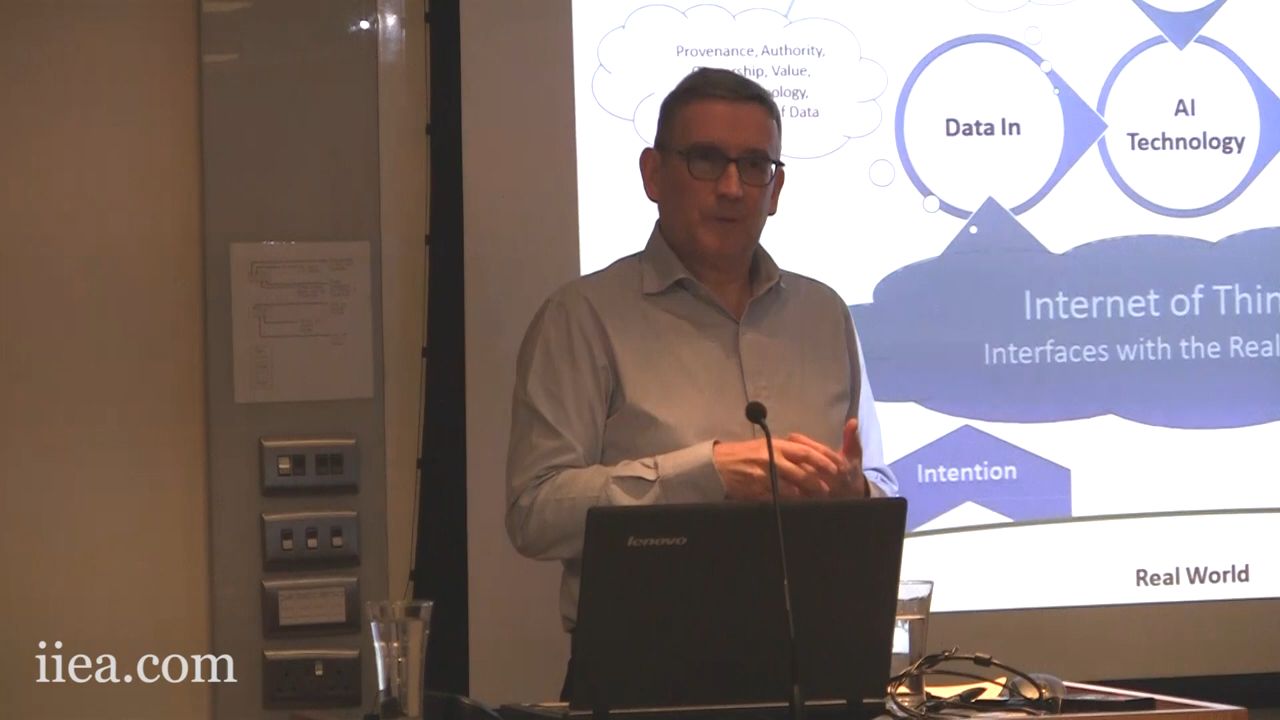 Provenance, Authority,
Value,
f Data
Data In
AI
Technology
Internet of Thin
Interfaces with the Real
Intention
Real World
lenovo
iiea.com